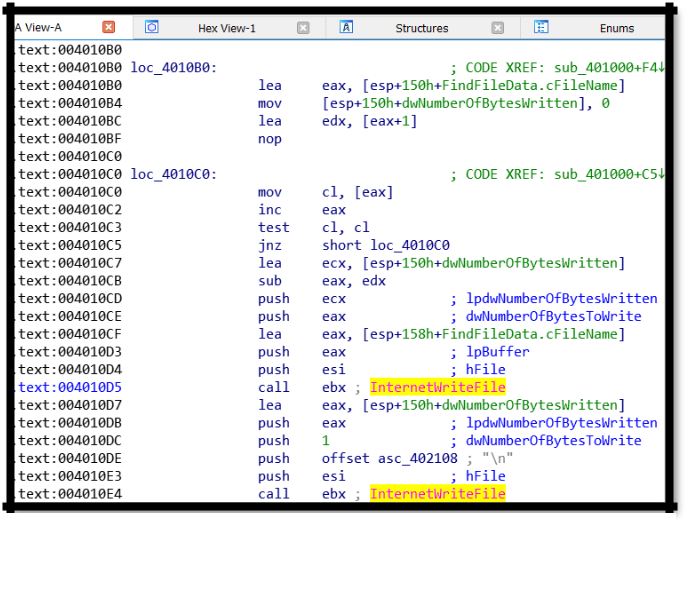 A View-A Hex View-1 Structures Enums
.text:004010B0
.text:004010B0 loc_4010B0: ; CODE XREF: sub_401000+F4↓
.text:004010B0 lea eax, [esp+150h+FindFileData.cFileName]
.text:004010B4 mov [esp+150h+dwNumberOfBytesWritten], 0
.text:004010BC lea edx, [eax+1]
.text:004010BF nop
.text:004010C0
.text:004010C0 loc_4010C0: ; CODE XREF: sub_401000+C5↓
.text:004010C0 mov cl, [eax]
.text:004010C2 inc eax
.text:004010C3 test cl, cl
.text:004010C5 jnz short loc_4010C0
.text:004010C7 lea ecx, [esp+150h+dwNumberOfBytesWritten]
.text:004010CB sub eax, edx
.text:004010CD push ecx ; lpdwNumberOfBytesWritten
.text:004010CE push eax ; dwNumberOfBytesToWrite
.text:004010CF lea eax, [esp+158h+FindFileData.cFileName]
.text:004010D3 push eax ; lpBuffer
.text:004010D4 push esi ; hFile
.text:004010D5 call ebx ; InternetWriteFile
.text:004010D7 lea eax, [esp+150h+dwNumberOfBytesWritten]
.text:004010DB push eax ; lpdwNumberOfBytesWritten
.text:004010DC push 1 ; dwNumberOfBytesToWrite
.text:004010DE push offset asc_402108 ; "\n"
.text:004010E3 push esi ; hFile
.text:004010E4 call ebx ; InternetWriteFile